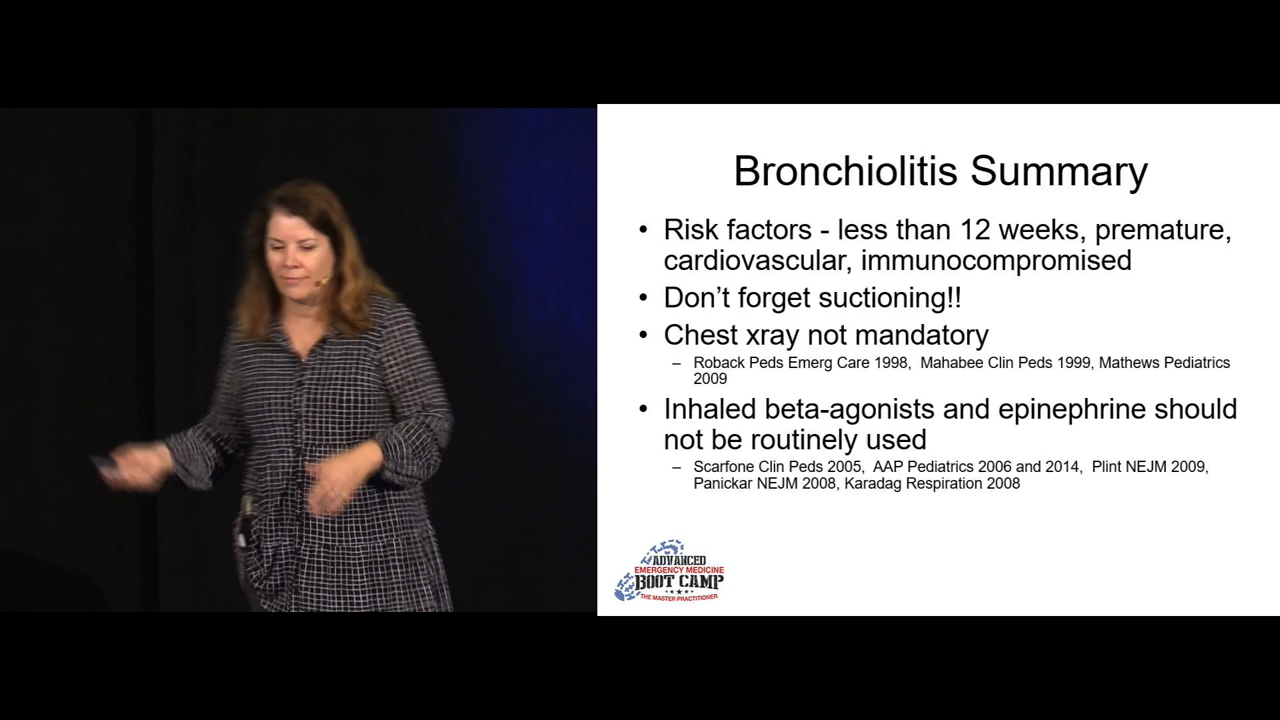 Bronchiolitis Summary
• Risk factors - less than 12 weeks, premature,
cardiovascular, immunocompromised
• Don’t forget suctioning!!
• Chest xray not mandatory
– Roback Peds Emerg Care 1998, Mahabee Clin Peds 1999, Mathews Pediatrics
2009
• Inhaled beta-agonists and epinephrine should
not be routinely used
– Scarfone Clin Peds 2005, AAP Pediatrics 2006 and 2014, Plint NEJM 2009,
Panickar NEJM 2008, Karadag Respiration 2008
ADVANCED
EMERGENCY MEDICINE
BOOT CAMP
THE MASTER PRACTITIONER